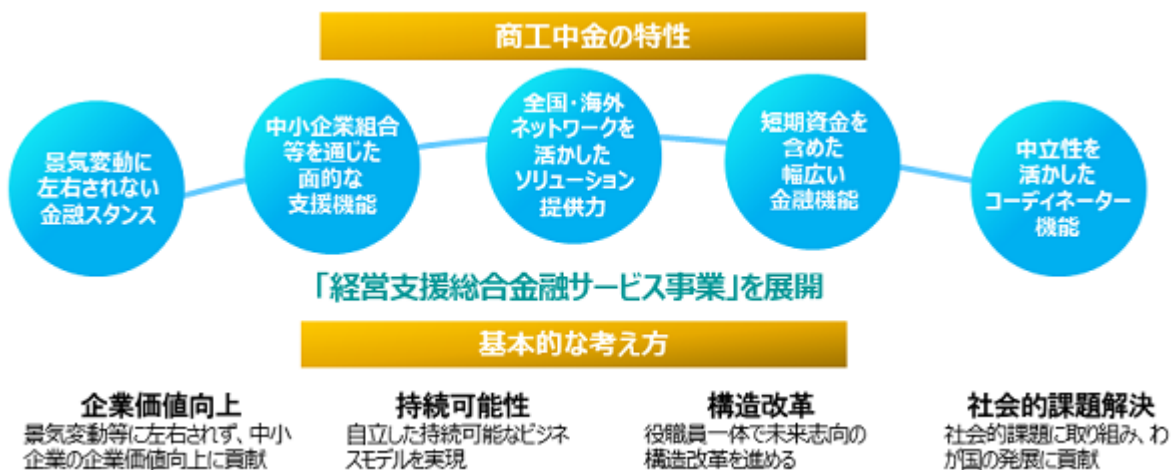 商工中金の特性
景気変動に
左右されない
金融スタンス
中小企業組合
等を通じた
面的な
支援機能
全国・海外
ネットワークを
活かした
ソリューション
提供力
短期資金を
含めた
幅広い
金融機能
中立性を
活かした
コーディネーター
機能
「経営支援総合金融サービス事業」を展開
基本的な考え方
企業価値向上
景気変動等に左右されず、中小
企業の企業価値向上に貢献
持続可能性
自立した持続可能なビジネ
スモデルを実現
構造改革
役職員一体で未来志向の
構造改革を進める
社会的課題解決
社会的課題に取り組み、わ
が国の発展に貢献